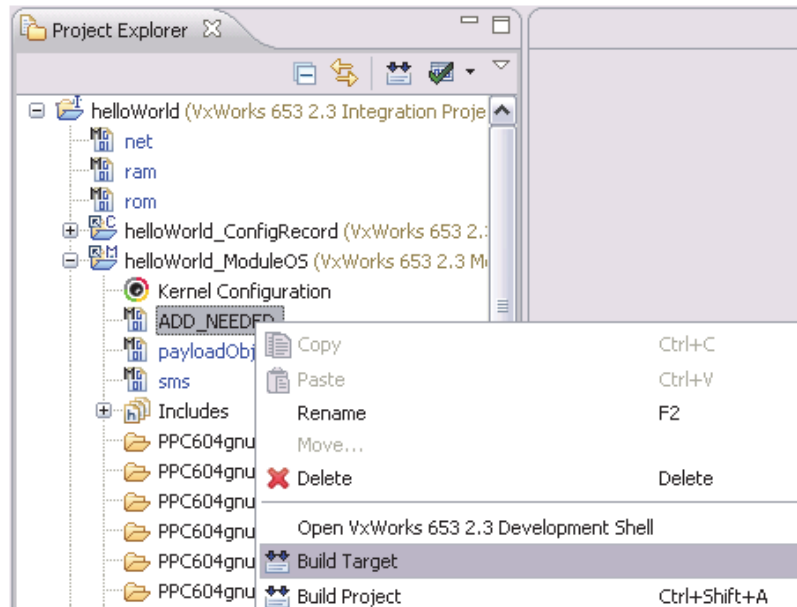 Project Explorer
helloWorld (VxWorks 653 2.3 Integration Proje
net
ram
rom
helloWorld_ConfigRecord (VxWorks 653 2.
helloWorld_ModuleOS (VxWorks 653 2.3 M
Kernel Configuration
ADD_NEEDED
payloadObj
sms
Includes
PPC604gnu
PPC604gnu
PPC604gnu
PPC604gnu
PPC604gnu
PPC604gnu
Copy Ctrl+C
Paste Ctrl+V
Rename F2
Move...
Delete Delete
Open VxWorks 653 2.3 Development Shell
Build Target
Build Project Ctrl+Shift+A